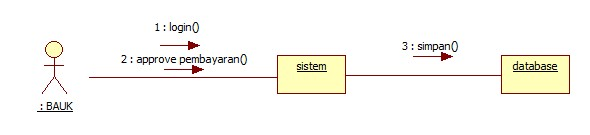 1 : login()
2 : approve pembayaran()
3 : simpan()
sistem
database
: BAUK